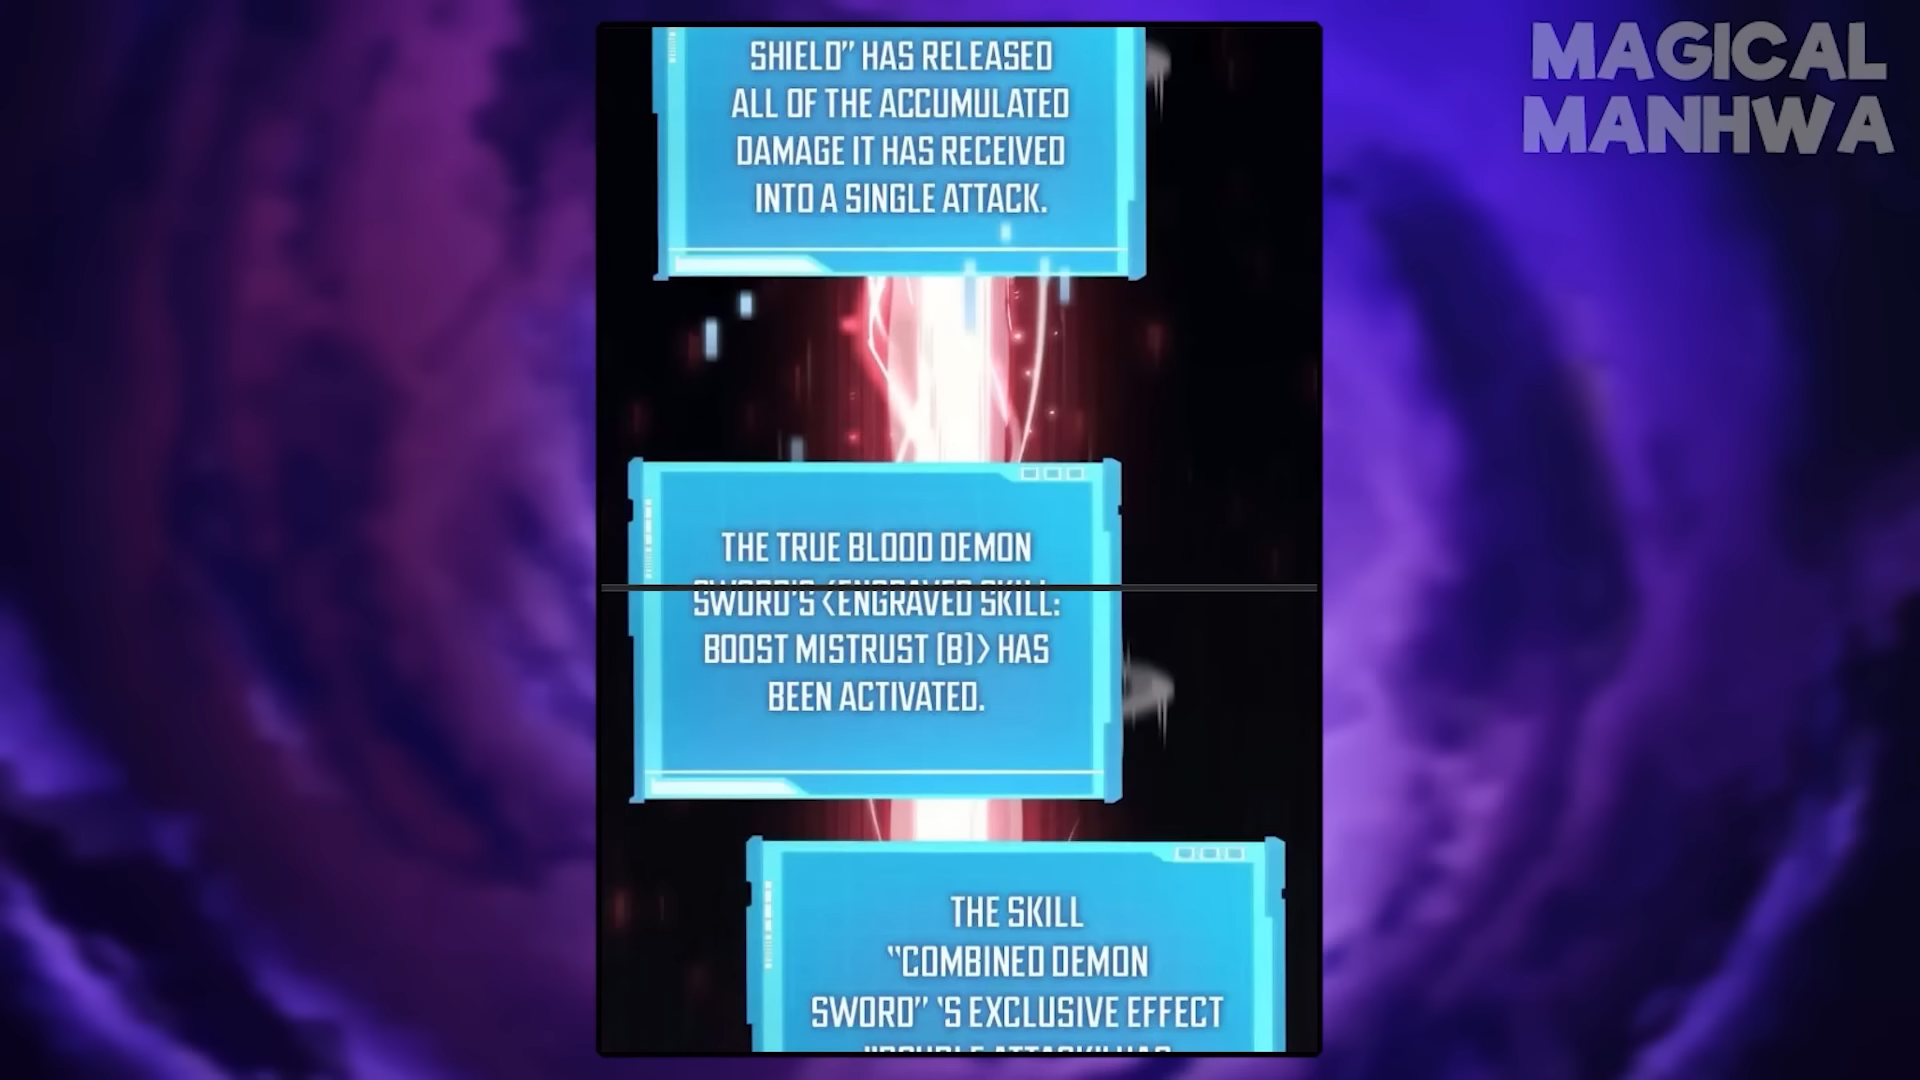 MAGICAL
MANHWA
SHIELD" HAS RELEASED
ALL OF THE ACCUMULATED
DAMAGE IT HAS RECEIVED
INTO A SINGLE ATTACK.
THE TRUE BLOOD DEMON
SWORD'S <ENGRAVED SKILL:
BOOST MISTRUST [B]> HAS
BEEN ACTIVATED.
THE SKILL
"COMBINED DEMON
SWORD" 'S EXCLUSIVE EFFECT